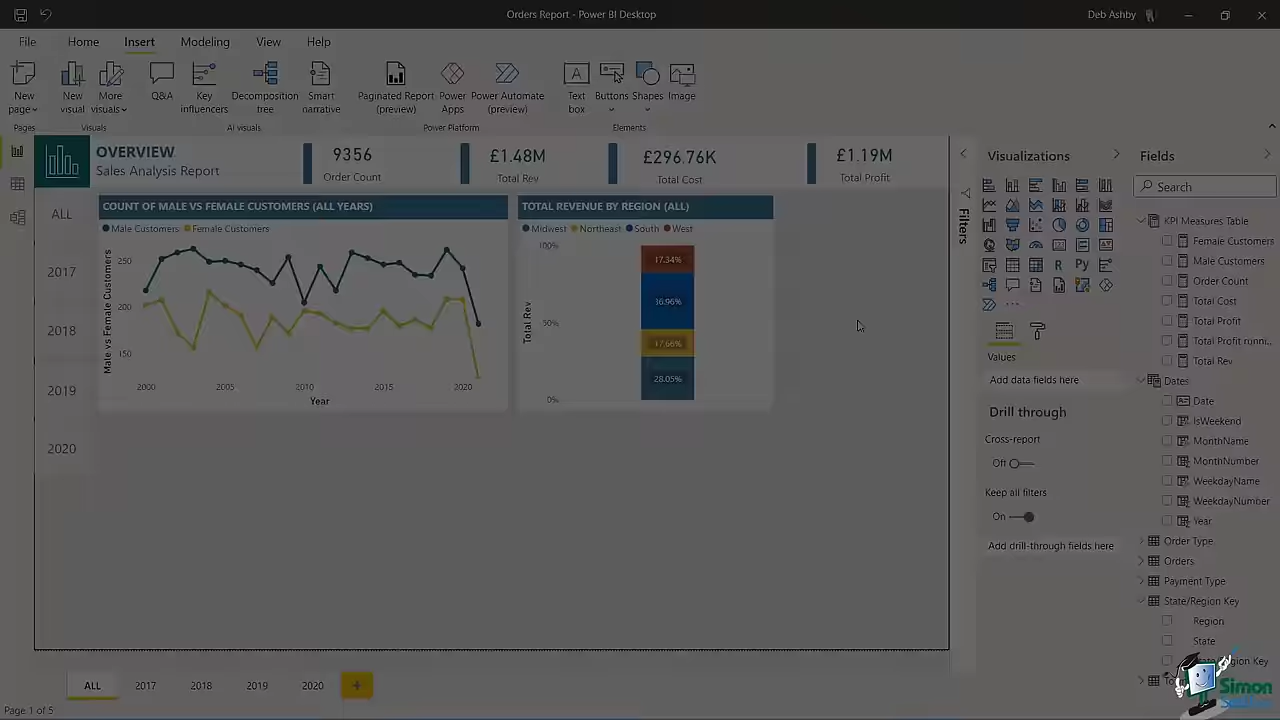 Orders Report - Power BI Desktop
Deb Ashby
File Home Insert Modeling View Help
New page
New visual
More visuals
Q&A
Key influencers
Decomposition tree
Smart narrative
Paginated Report (preview)
Power Apps
Power Automate (preview)
Text box
Buttons
Shapes
Image
Pages
Visuals
AI visuals
Power Platform
Elements
OVERVIEW
Sales Analysis Report
9356
Order Count
£1.48M
Total Rev
£296.76K
Total Cost
£1.19M
Total Profit
ALL
2017
2018
2019
2020
COUNT OF MALE VS FEMALE CUSTOMERS (ALL YEARS)
Male Customers Female Customers
Male vs Female Customers
250
200
150
2000 2005 2010 2015 2020
Year
TOTAL REVENUE BY REGION (ALL)
Midwest Northeast South West
Total Rev
100%
50%
0%
17.34%
36.96%
17.66%
28.05%
Filters
Visualizations
R Py
Values
Add data fields here
Drill through
Cross-report
Off
Keep all filters
On
Add drill-through fields here
Fields
Search
KPI Measures Table
Female Customers
Male Customers
Order Count
Total Cost
Total Profit
Total Profit runn...
Total Rev
Dates
Date
IsWeekend
MonthName
MonthNumber
WeekdayName
WeekdayNumber
Year
Order Type
Orders
Payment Type
State/Region Key
Region
State
Region Key
ALL 2017 2018 2019 2020 +
Page 1 of 5
Simon